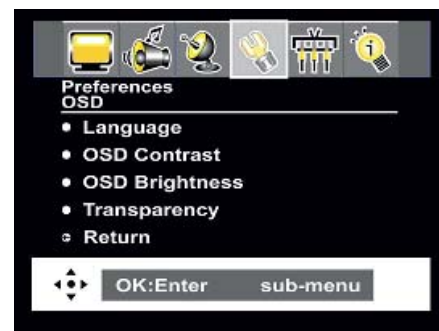 Preferences
OSD
Language
OSD Contrast
OSD Brightness
Transparency
Return
OK:Enter sub-menu